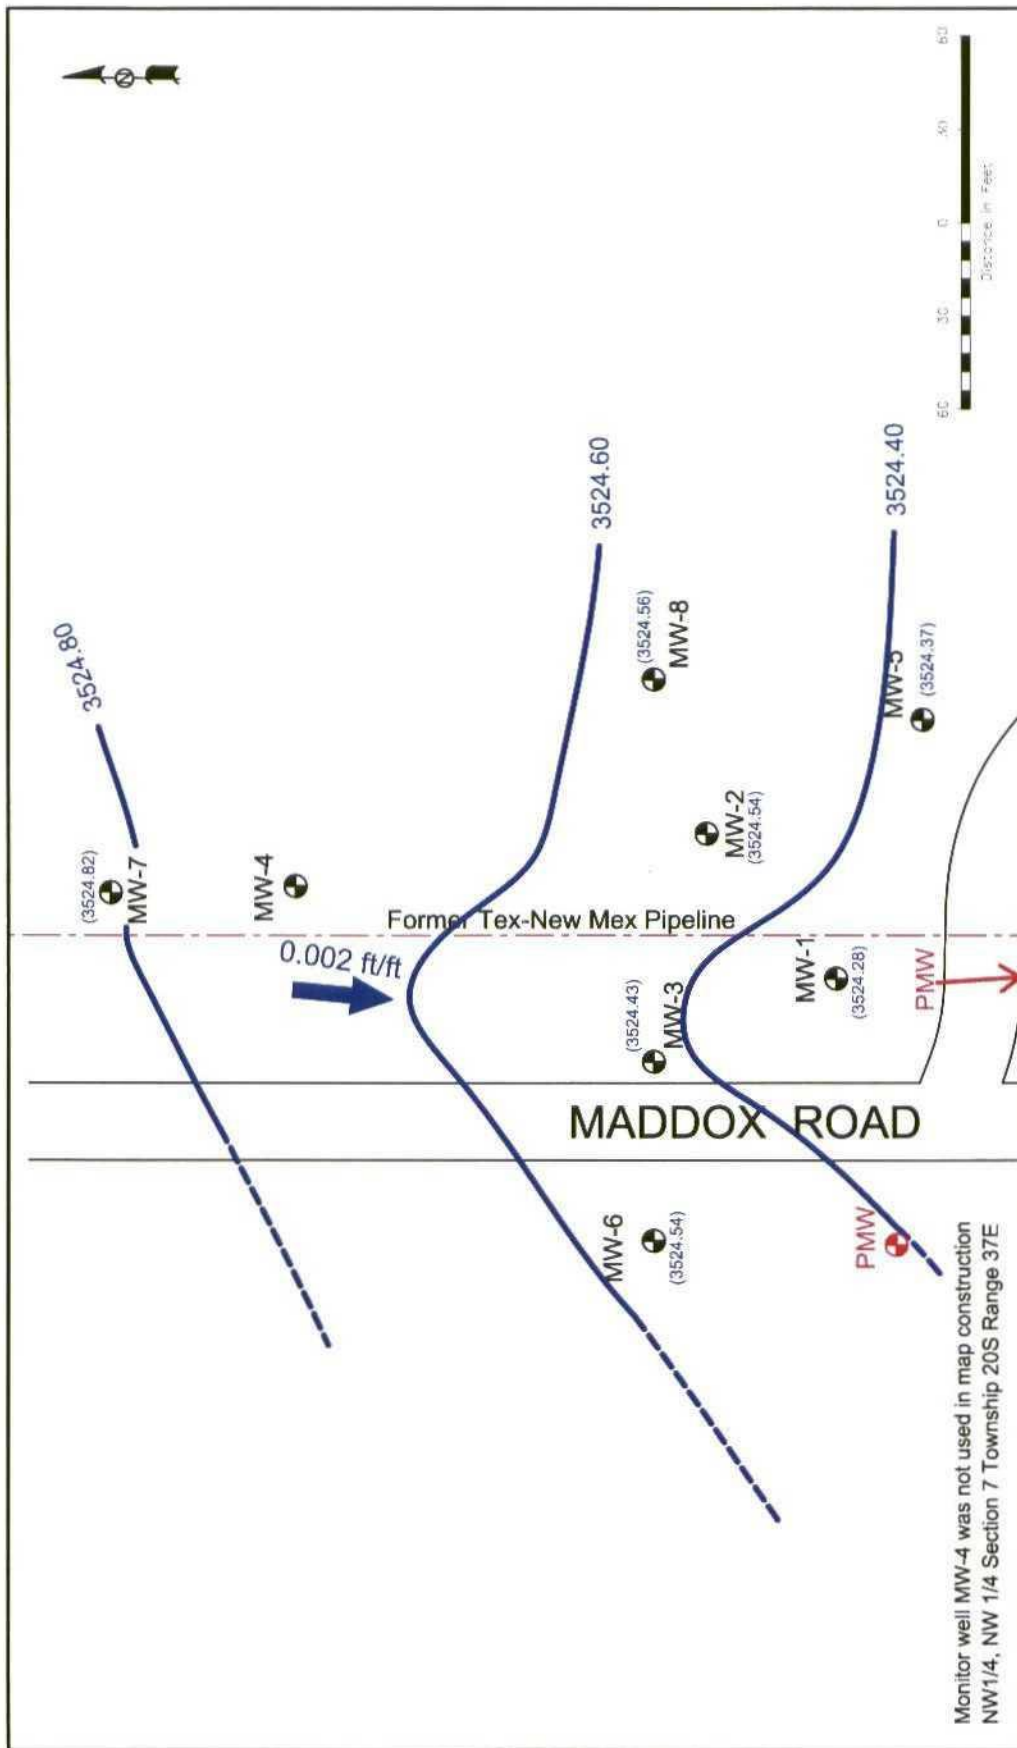 N
3524.80
(3524.82)
MW-7
MW-4
0.002 ft/ft
Former Tex-New Mex Pipeline
3524.60
(3524.56)
MW-8
MW-2
(3524.54)
(3524.43)
MW-3
MW-1
(3524.28)
MW-5
(3524.37)
3524.40
MADDOX ROAD
MW-6
(3524.54)
PMW
PMW
60 30 0 30 60
Distance in Feet
Monitor well MW-4 was not used in map construction
NW1/4, NW 1/4 Section 7 Township 20S Range 37E